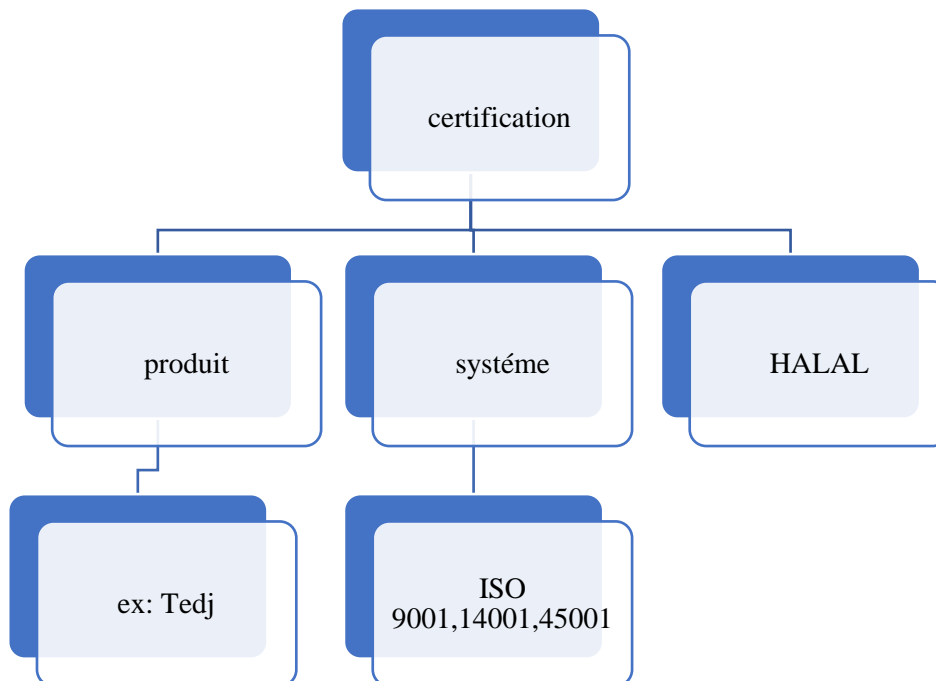 certification
produit
systéme
HALAL
ex: Tedj
ISO
9001,14001,45001